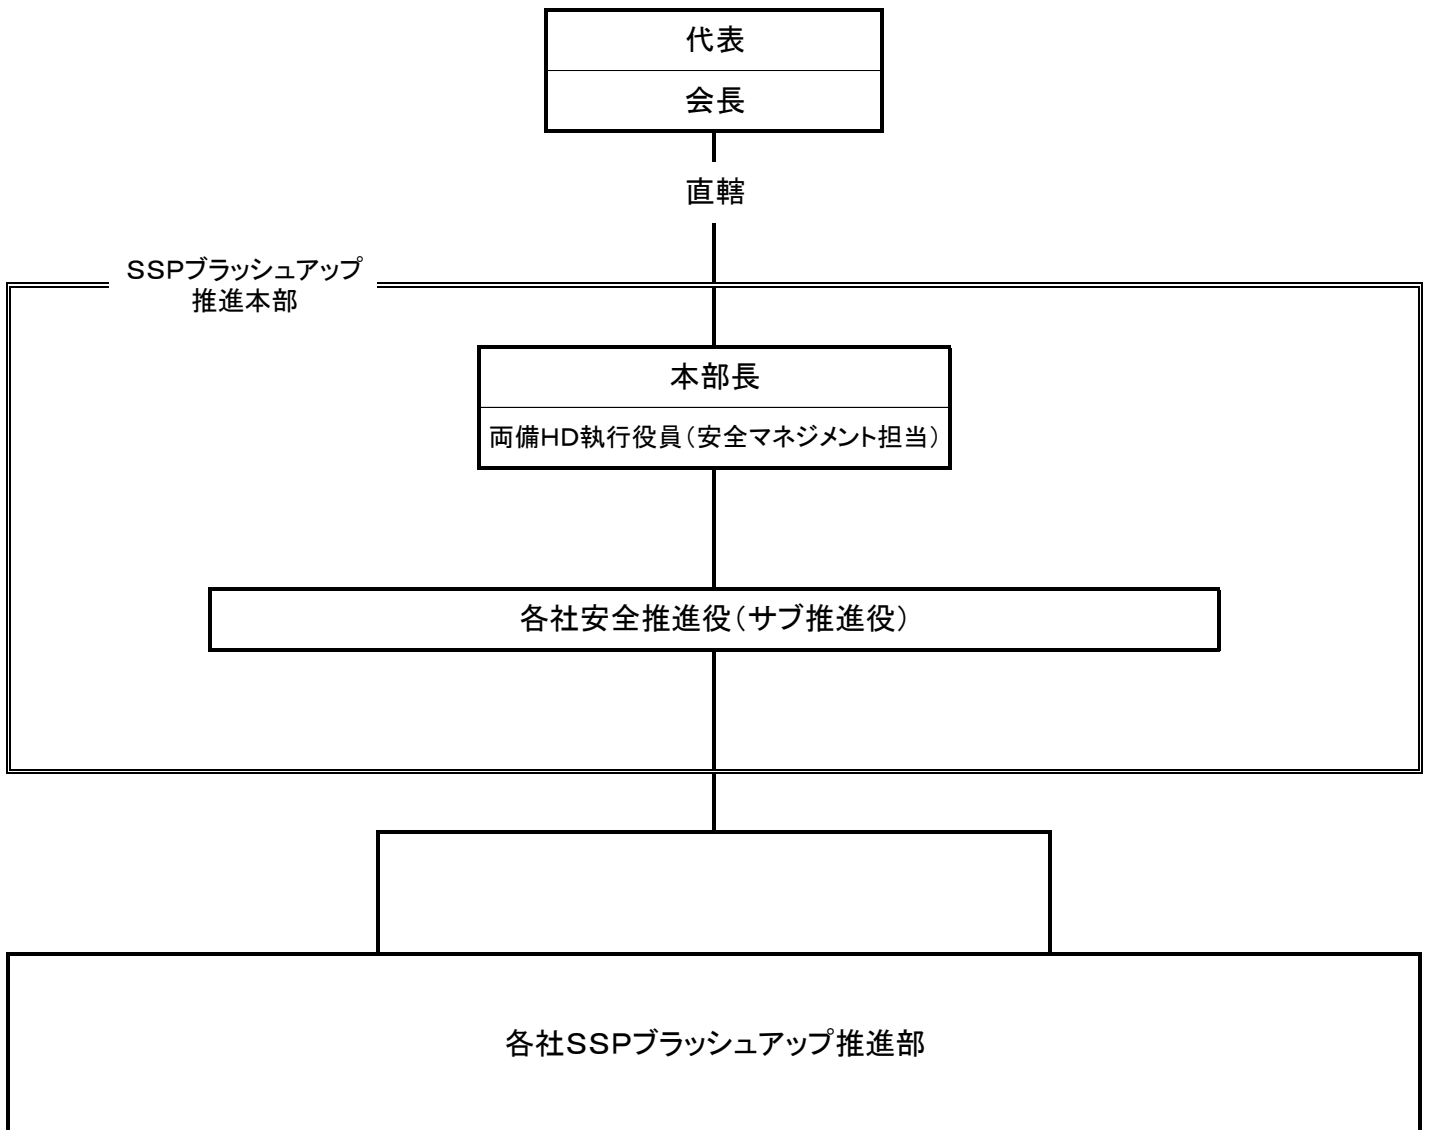 代表
会長
直轄
SSPブラッシュアップ
推進本部
本部長
両備HD執行役員（安全マネジメント担当）
各社安全推進役（サブ推進役）
各社SSPブラッシュアップ推進部